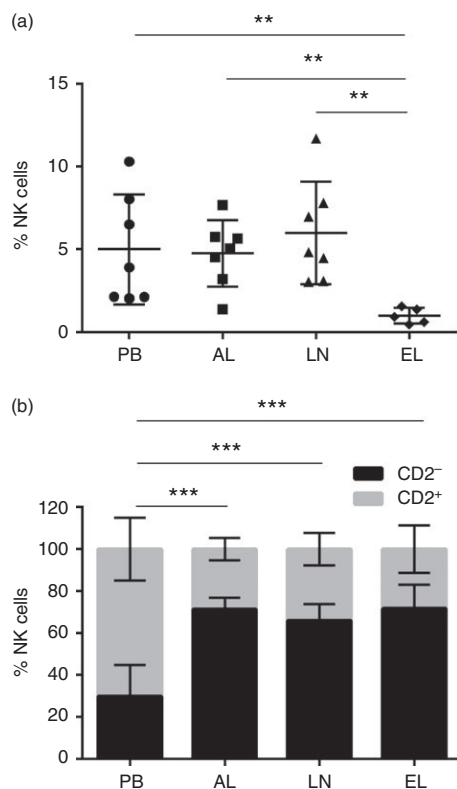 (a)
**
**
**
15
10
5
0
% NK cells
PB AL LN EL
(b)
***
***
***
CD2⁻
CD2⁺
120
100
80
60
40
20
0
% NK cells
PB AL LN EL